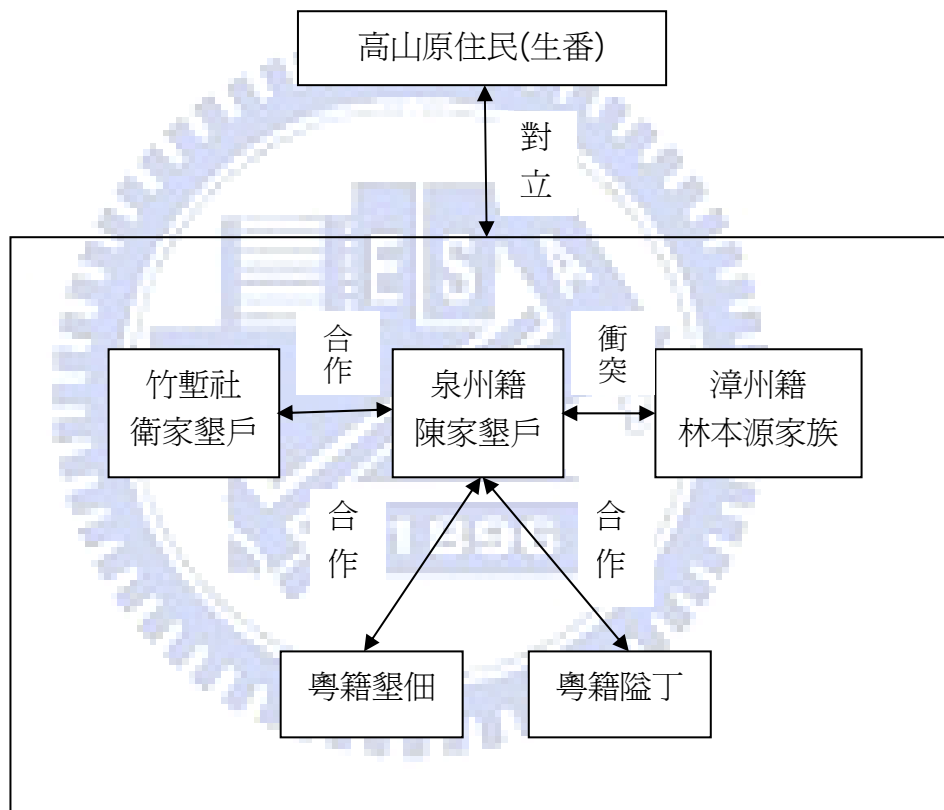 高山原住民(生番)
對
立
合
作
衝
突
竹塹社
衛家墾戶
泉州籍
陳家墾戶
漳州籍
林本源家族
ESA
合
作
合
作
1896
粵籍墾佃
粵籍隘丁